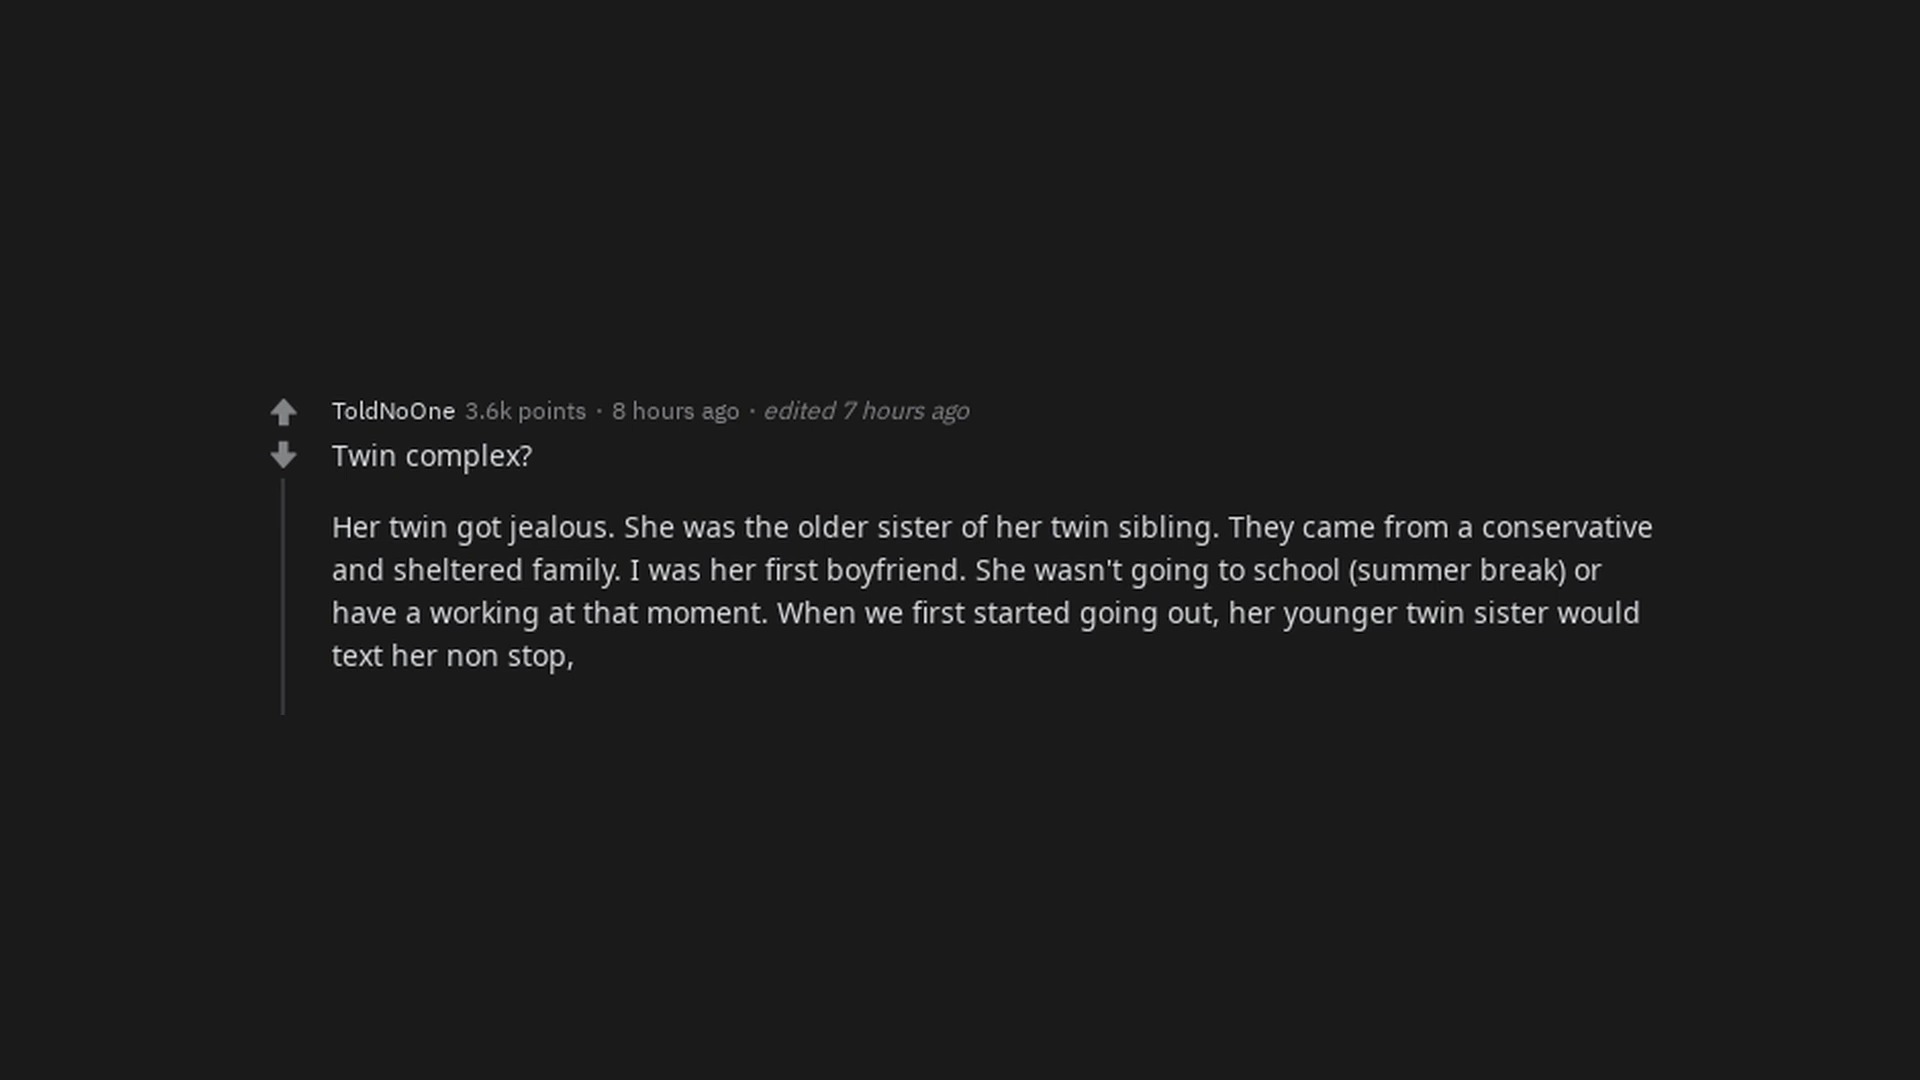 ToldNoOne 3.6k points · 8 hours ago · edited 7 hours ago
Twin complex?
Her twin got jealous. She was the older sister of her twin sibling. They came from a conservative
and sheltered family. I was her first boyfriend. She wasn't going to school (summer break) or
have a working at that moment. When we first started going out, her younger twin sister would
text her non stop,